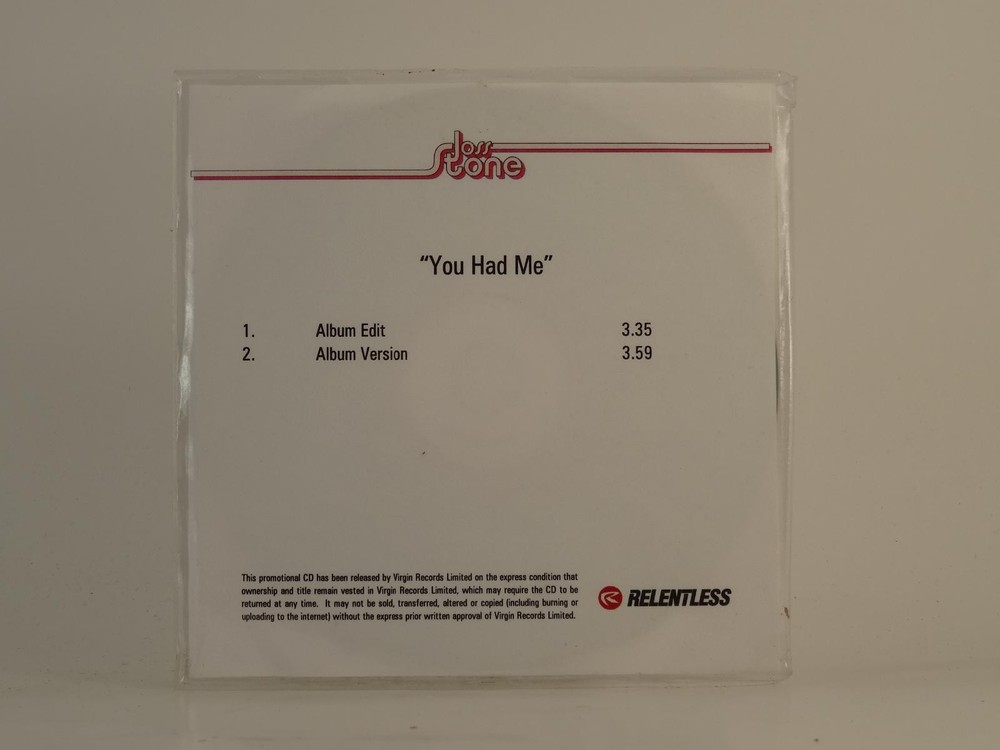 Joss
Stone
“You Had Me”
1. Album Edit 3.35
2. Album Version 3.59
This promotional CD has been released by Virgin Records Limited on the express condition that
ownership and title remain vested in Virgin Records Limited, which may require the CD to be
returned at any time. It may not be sold, transferred, altered or copied (including burning or
uploading to the internet) without the express prior written approval of Virgin Records Limited.
RELENTLESS